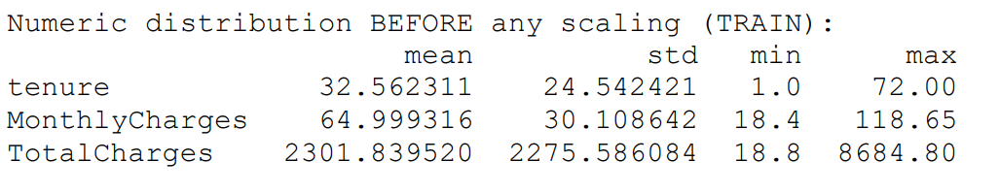 Numeric distribution BEFORE any scaling (TRAIN):
mean std min max
tenure 32.562311 24.542421 1.0 72.00
MonthlyCharges 64.999316 30.108642 18.4 118.65
TotalCharges 2301.839520 2275.586084 18.8 8684.80